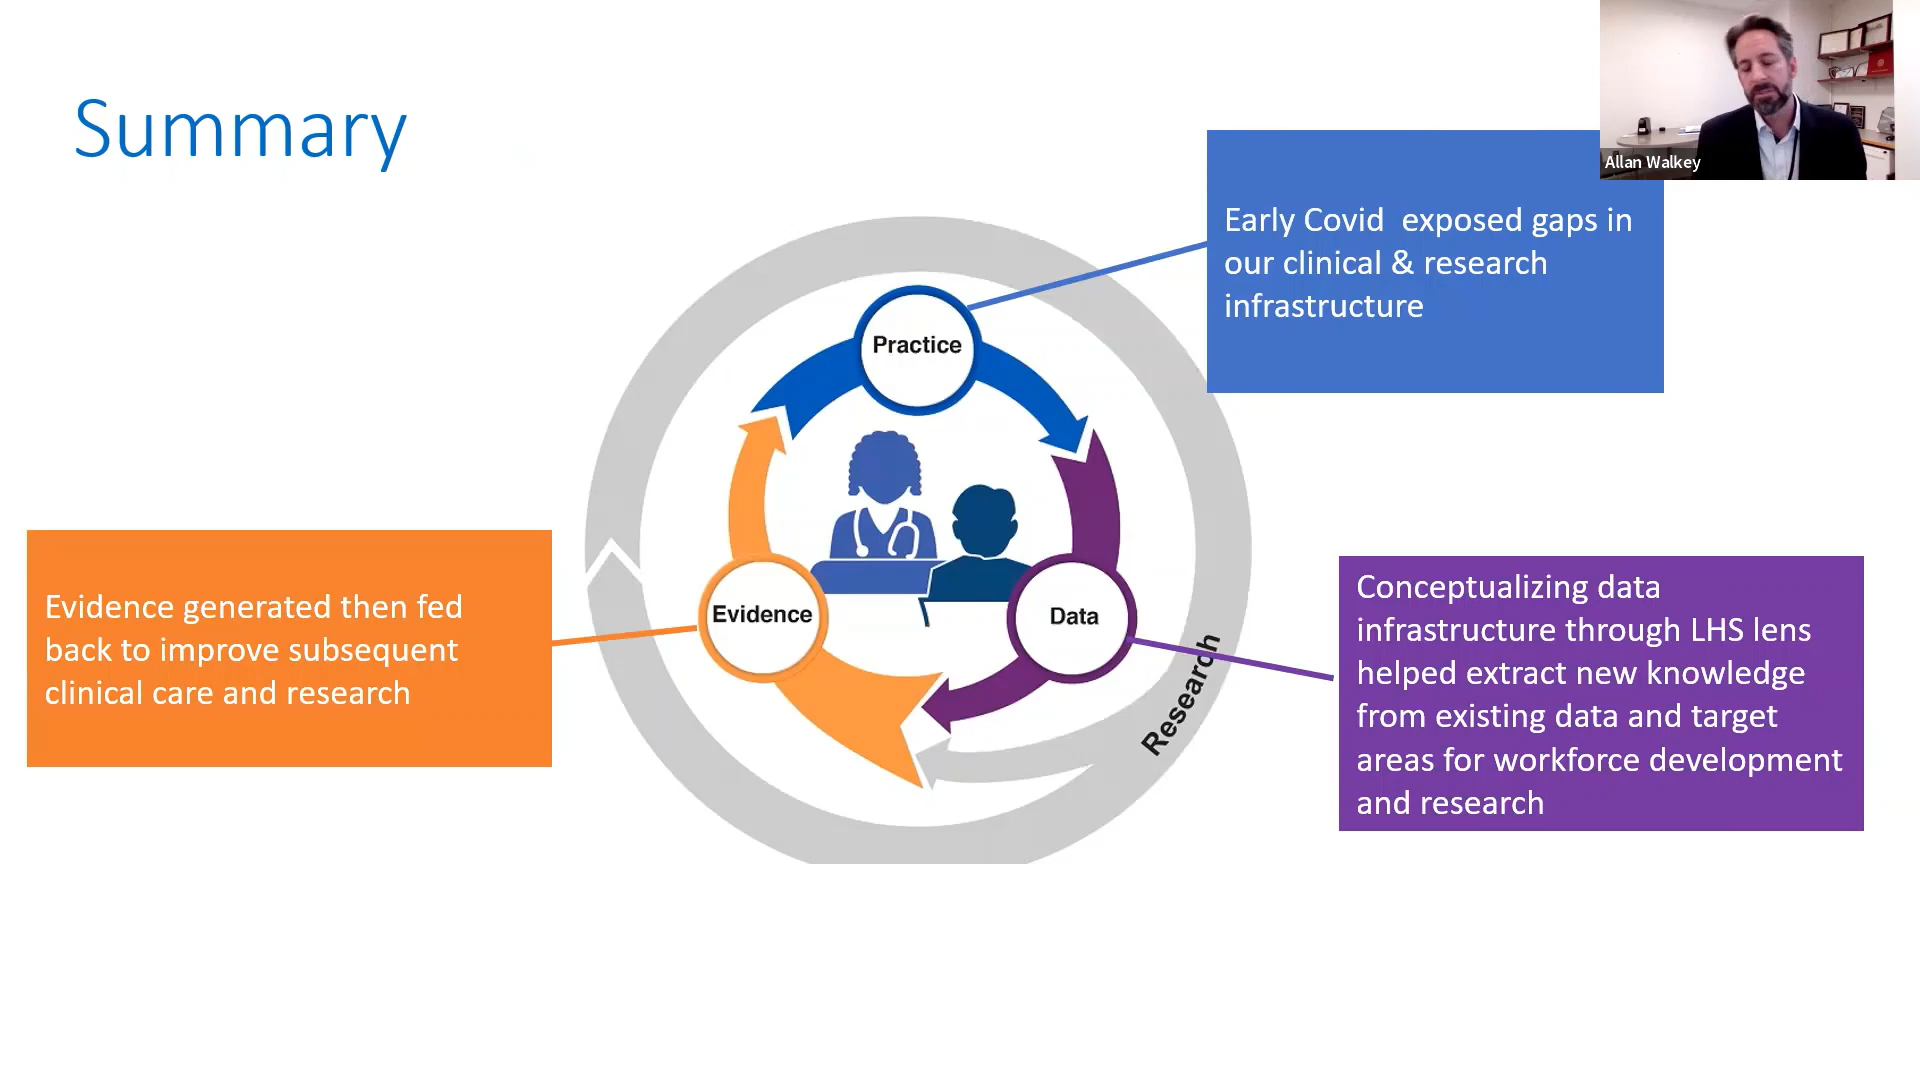 Summary
Allan Walkey
Early Covid  exposed gaps in
our clinical & research
infrastructure
Practice
Evidence generated then fed
back to improve subsequent
clinical care and research
Evidence
Data
Research
Conceptualizing data
infrastructure through LHS lens
helped extract new knowledge
from existing data and target
areas for workforce development
and research